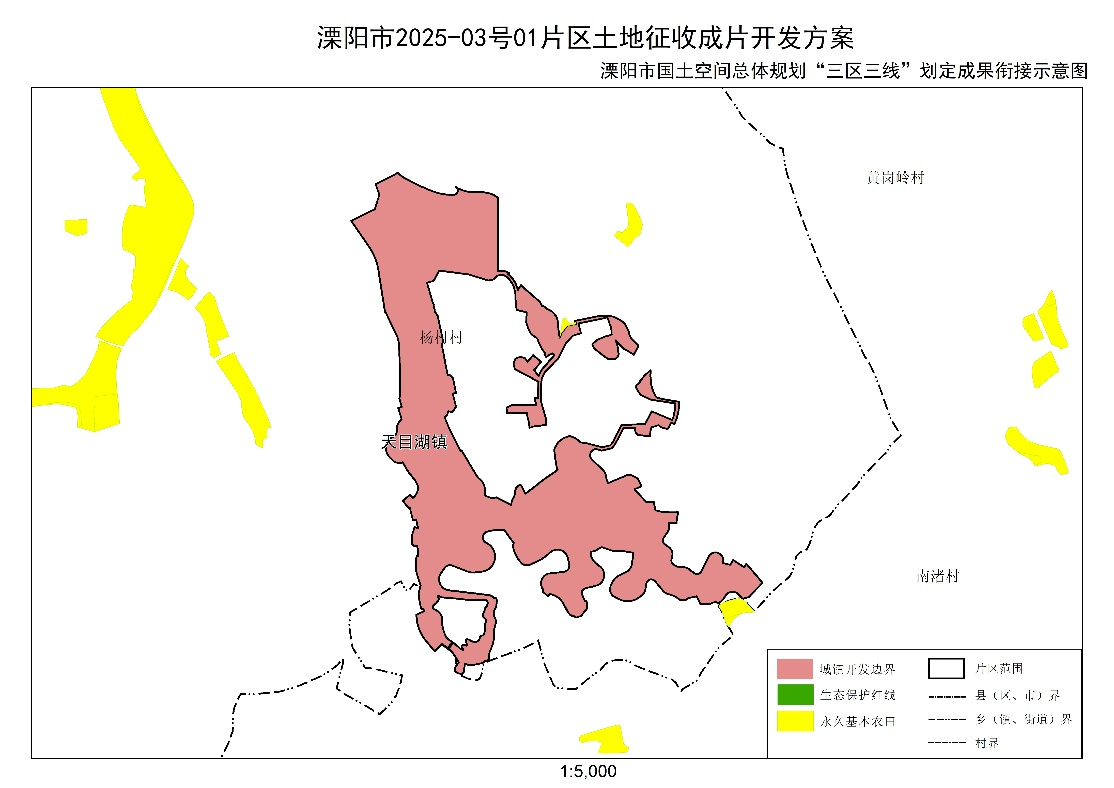 溧阳市2025-03号01片区土地征收成片开发方案
溧阳市国土空间总体规划“三区三线”划定成果衔接示意图
黄岗岭村
杨村村
天目湖镇
南渚村
城镇开发边界
生态保护红线
永久基本农田
片区范围
县（区、市）界
乡（镇、街道）界
村界
1:5,000